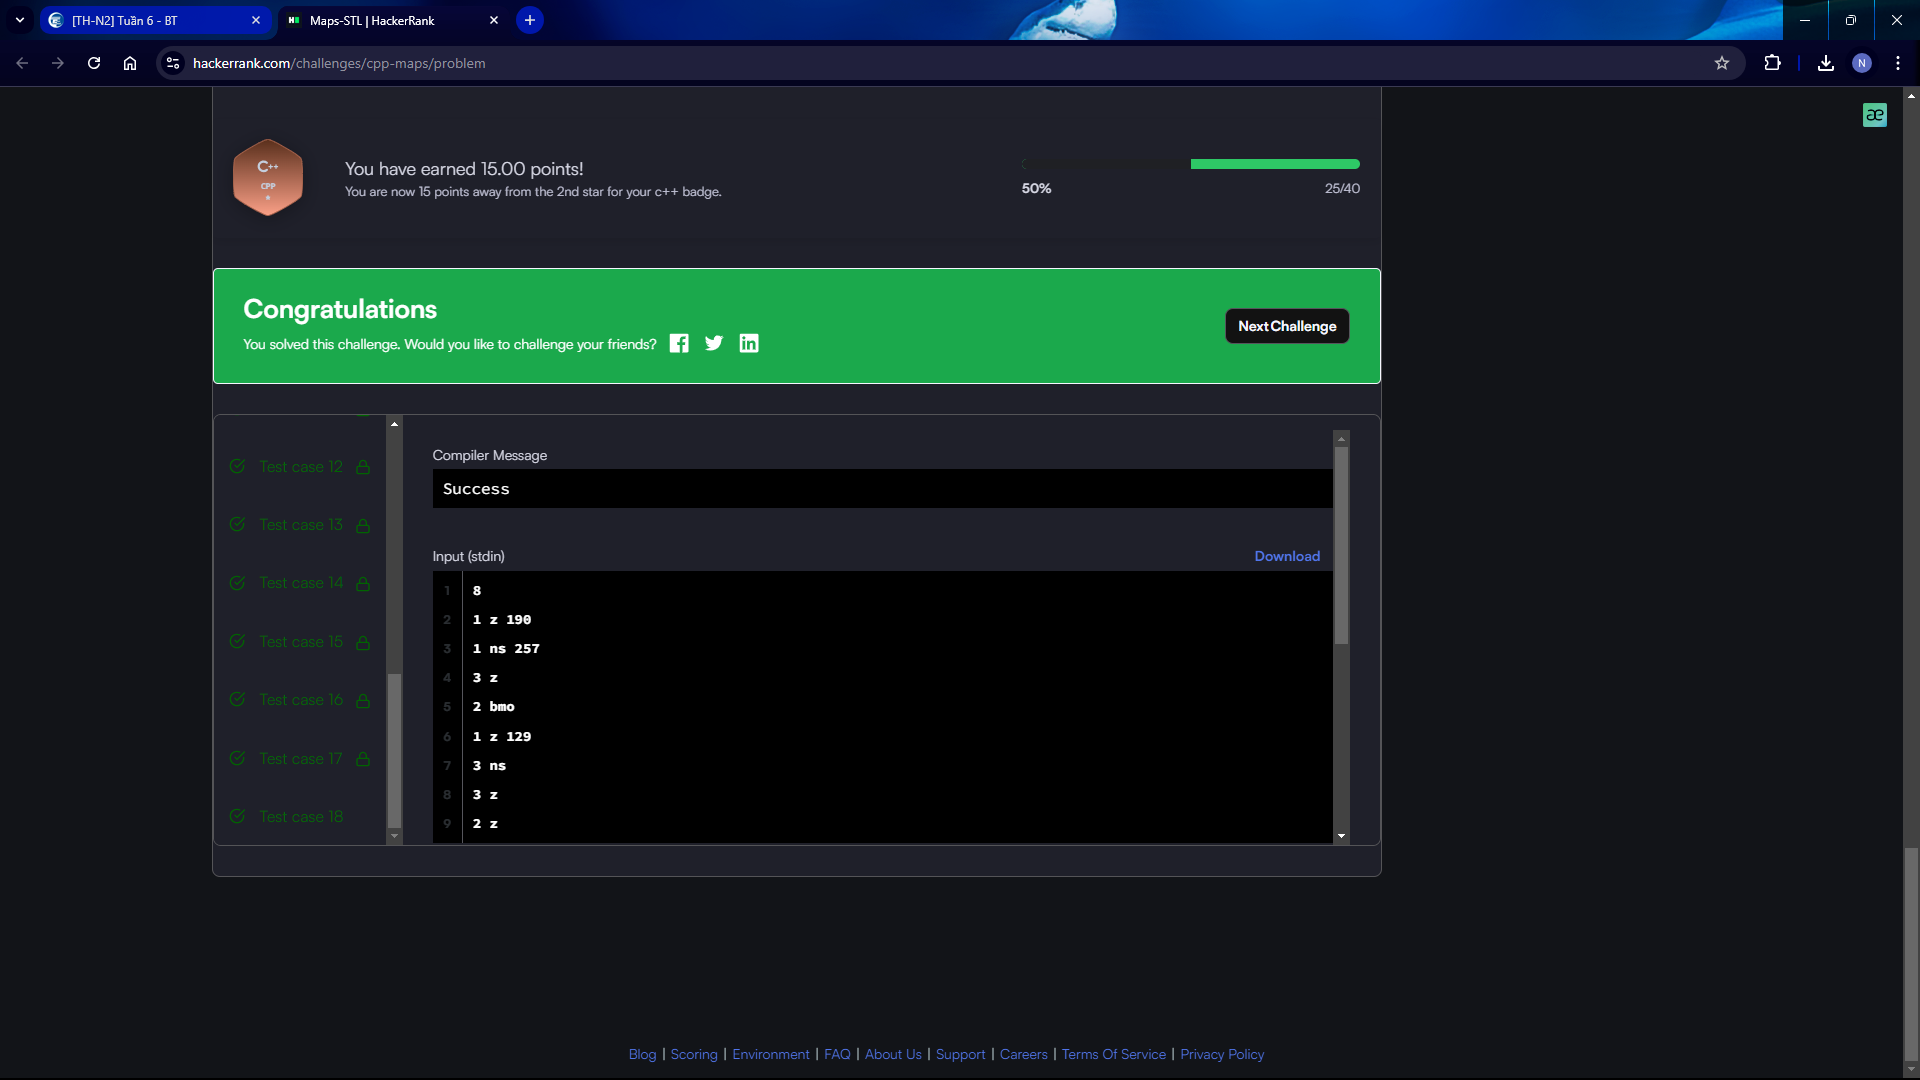 [TH-N2] Tuần 6 - BT
Maps-STL | HackerRank
hackerrank.com/challenges/cpp-maps/problem
N
æ
C++
CPP
You have earned 15.00 points!
You are now 15 points away from the 2nd star for your c++ badge.
50%
25/40
Congratulations
You solved this challenge. Would you like to challenge your friends?
Next Challenge
Test case 12
Test case 13
Test case 14
Test case 15
Test case 16
Test case 17
Test case 18
Compiler Message
Success
Input (stdin)
Download
1 8
2 1 z 190
3 1 ns 257
4 3 z
5 2 bmo
6 1 z 129
7 3 ns
8 3 z
9 2 z
Blog | Scoring | Environment | FAQ | About Us | Support | Careers | Terms Of Service | Privacy Policy